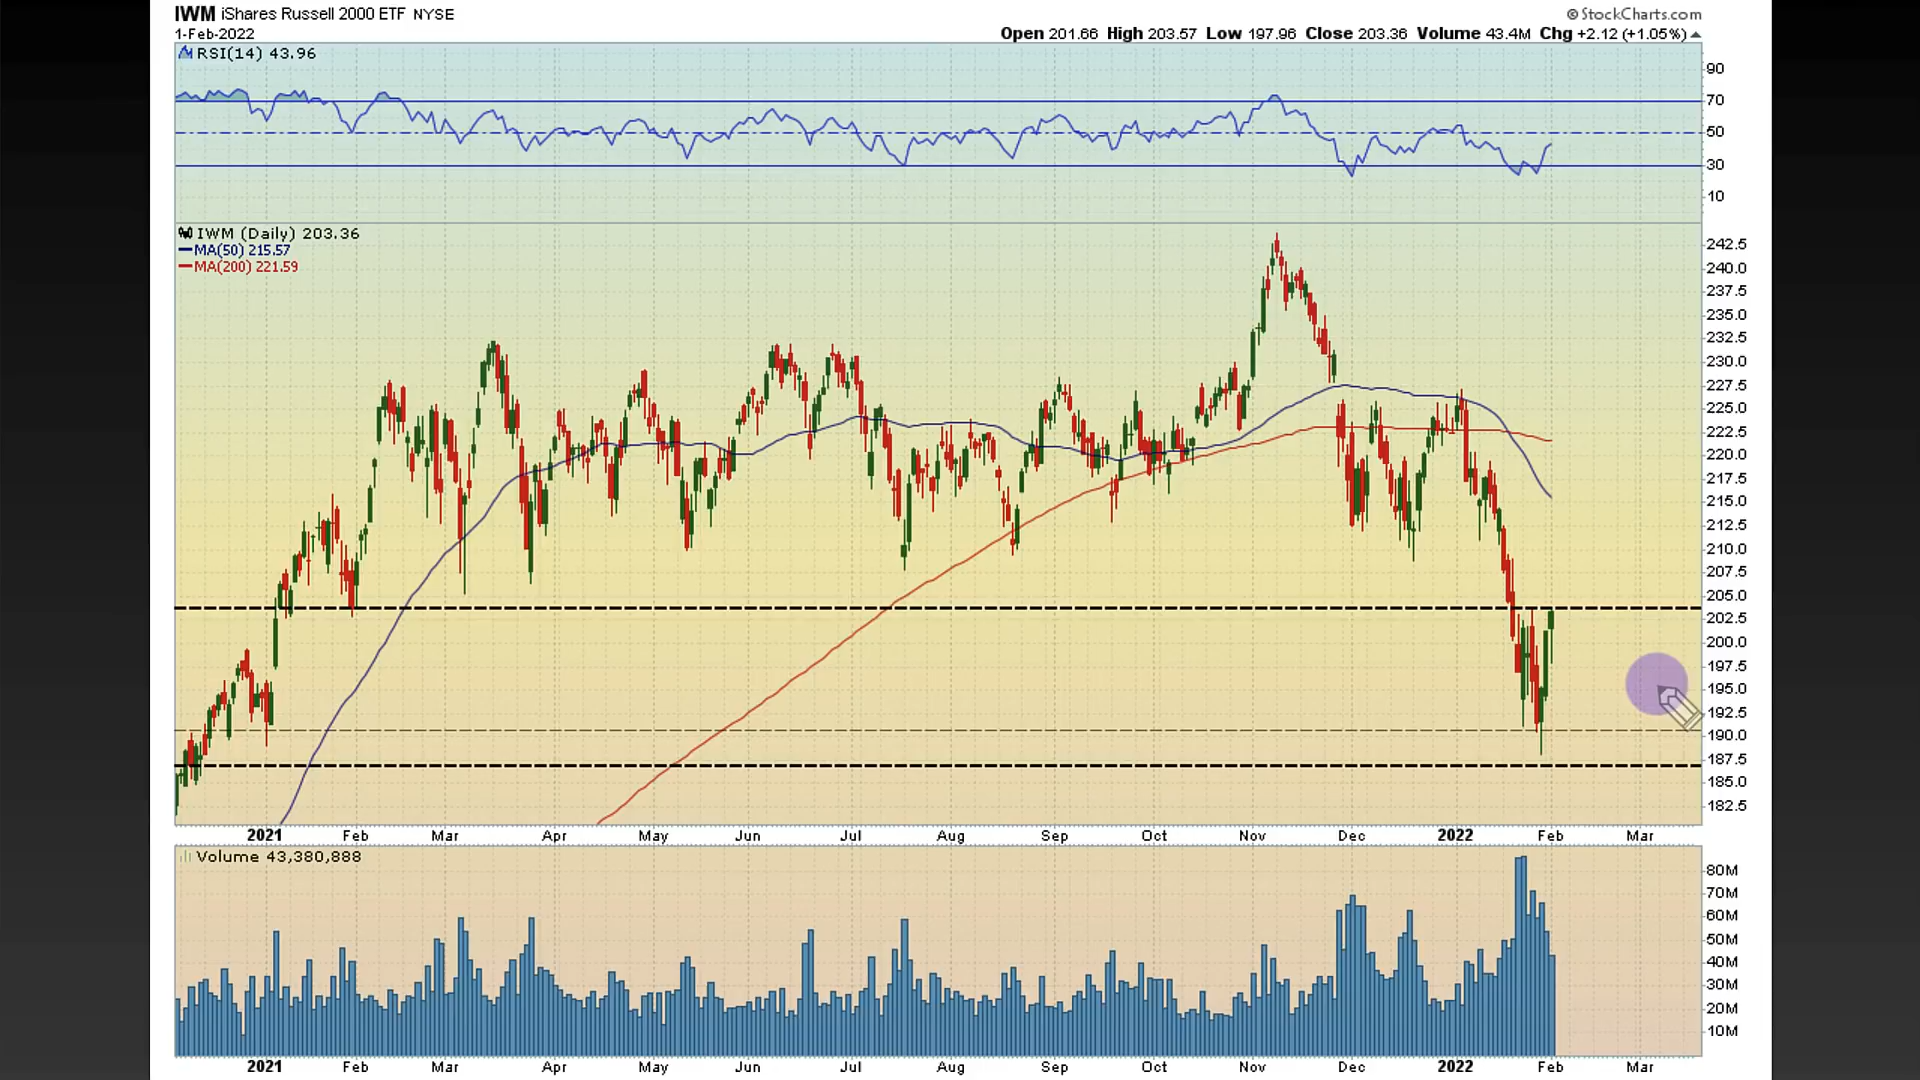 IWM iShares Russell 2000 ETF NYSE
© StockCharts.com
1-Feb-2022
Open 201.66 High 203.57 Low 197.96 Close 203.36 Volume 43.4M Chg +2.12 (+1.05%)
RSI(14) 43.96
90
70
50
30
10
IWM (Daily) 203.36
MA(50) 215.57
MA(200) 221.59
242.5
240.0
237.5
235.0
232.5
230.0
227.5
225.0
222.5
220.0
217.5
215.0
212.5
210.0
207.5
205.0
202.5
200.0
197.5
195.0
192.5
190.0
187.5
185.0
182.5
2021 Feb Mar Apr May Jun Jul Aug Sep Oct Nov Dec 2022 Feb Mar
Volume 43,380,888
80M
70M
60M
50M
40M
30M
20M
10M
2021 Feb Mar Apr May Jun Jul Aug Sep Oct Nov Dec 2022 Feb Mar